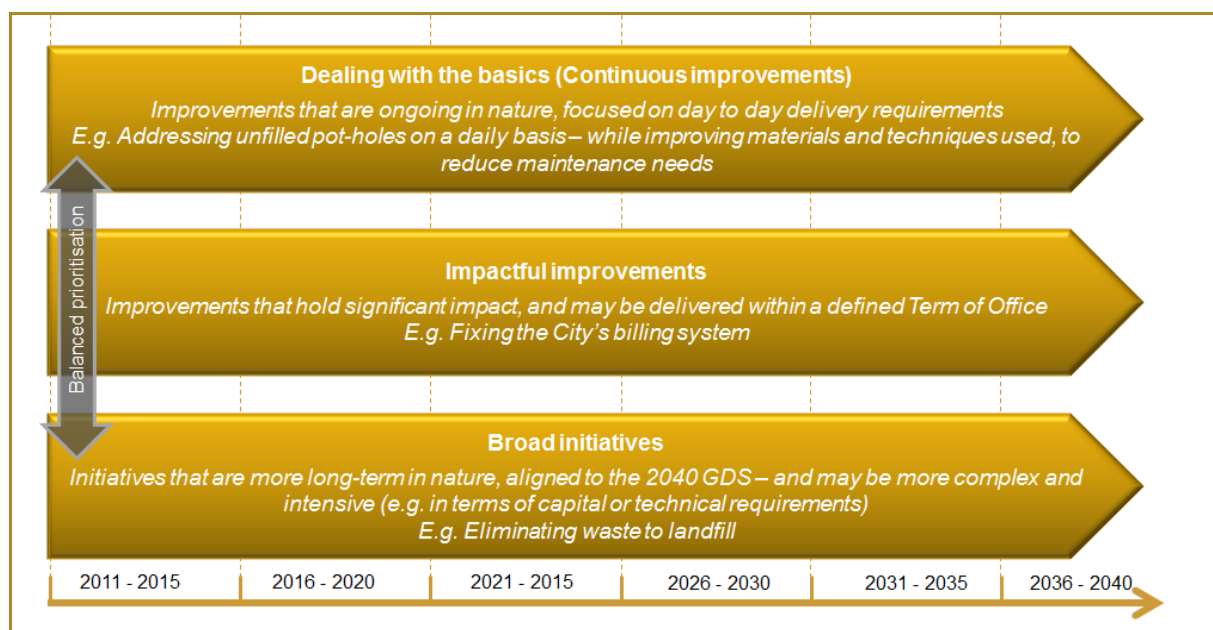 Dealing with the basics (Continuous improvements)
Improvements that are ongoing in nature, focused on day to day delivery requirements
E.g. Addressing unfilled pot-holes on a daily basis – while improving materials and techniques used, to
reduce maintenance needs
Balanced prioritisation
Impactful improvements
Improvements that hold significant impact, and may be delivered within a defined Term of Office
E.g. Fixing the City's billing system
Broad initiatives
Initiatives that are more long-term in nature, aligned to the 2040 GDS – and may be more complex and
intensive (e.g. in terms of capital or technical requirements)
E.g. Eliminating waste to landfill
2011 - 2015
2016 - 2020
2021 - 2015
2026 - 2030
2031 - 2035
2036 - 2040